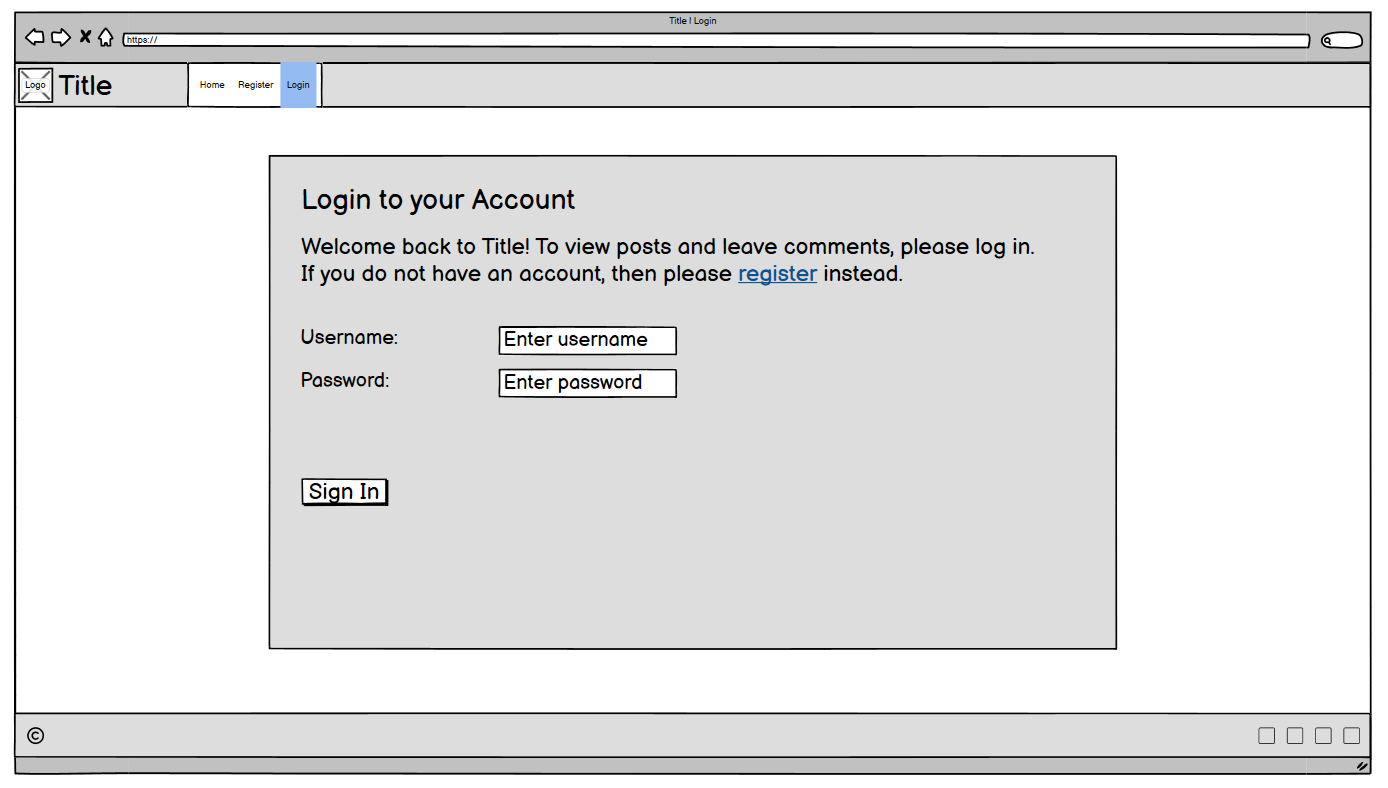 Title | Login
https://
Logo
Title
Home Register Login
Login to your Account
Welcome back to Title! To view posts and leave comments, please log in.
If you do not have an account, then please register instead.
Username: Enter username
Password: Enter password
Sign In
©